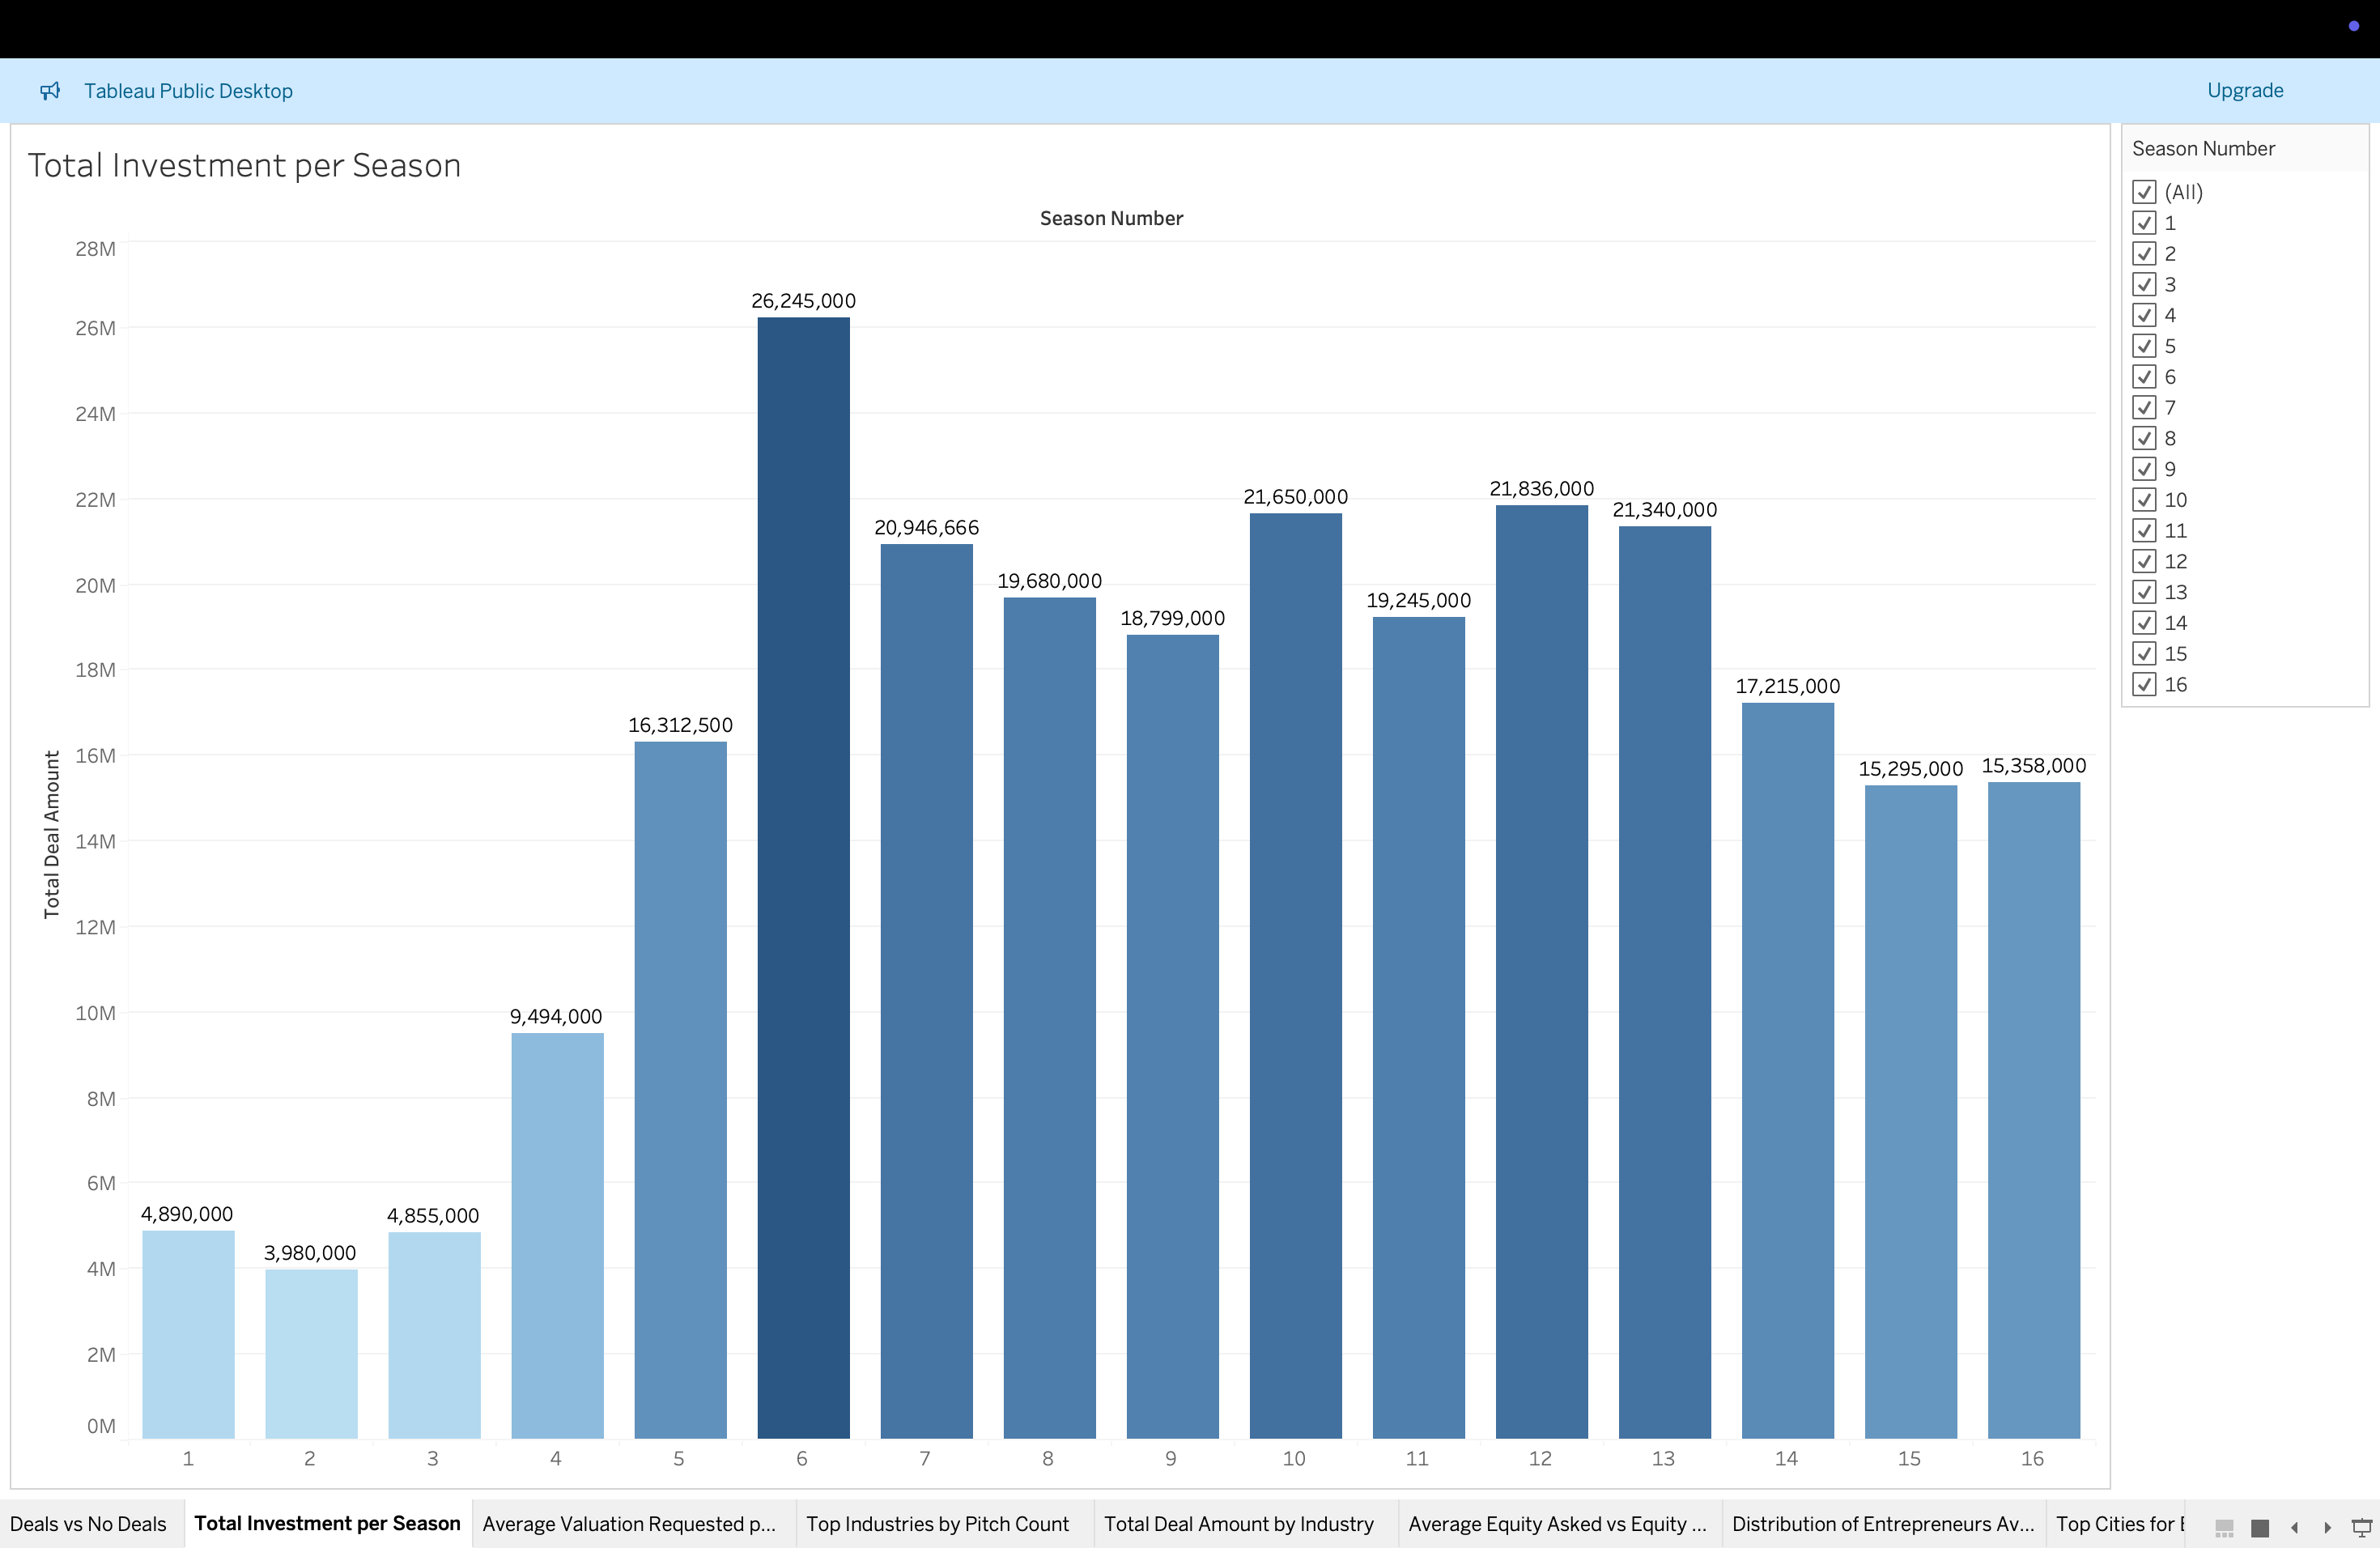 Tableau Public Desktop
Upgrade
Total Investment per Season
Season Number
28M
26M
24M
22M
20M
18M
16M
14M
12M
10M
8M
6M
4M
2M
0M
Total Deal Amount
4,890,000
3,980,000
4,855,000
9,494,000
16,312,500
26,245,000
20,946,666
19,680,000
18,799,000
21,650,000
19,245,000
21,836,000
21,340,000
17,215,000
15,295,000
15,358,000
1 2 3 4 5 6 7 8 9 10 11 12 13 14 15 16
Season Number
(All)
1
2
3
4
5
6
7
8
9
10
11
12
13
14
15
16
Deals vs No Deals Total Investment per Season Average Valuation Requested p... Top Industries by Pitch Count Total Deal Amount by Industry Average Equity Asked vs Equity ... Distribution of Entrepreneurs Av... Top Cities for